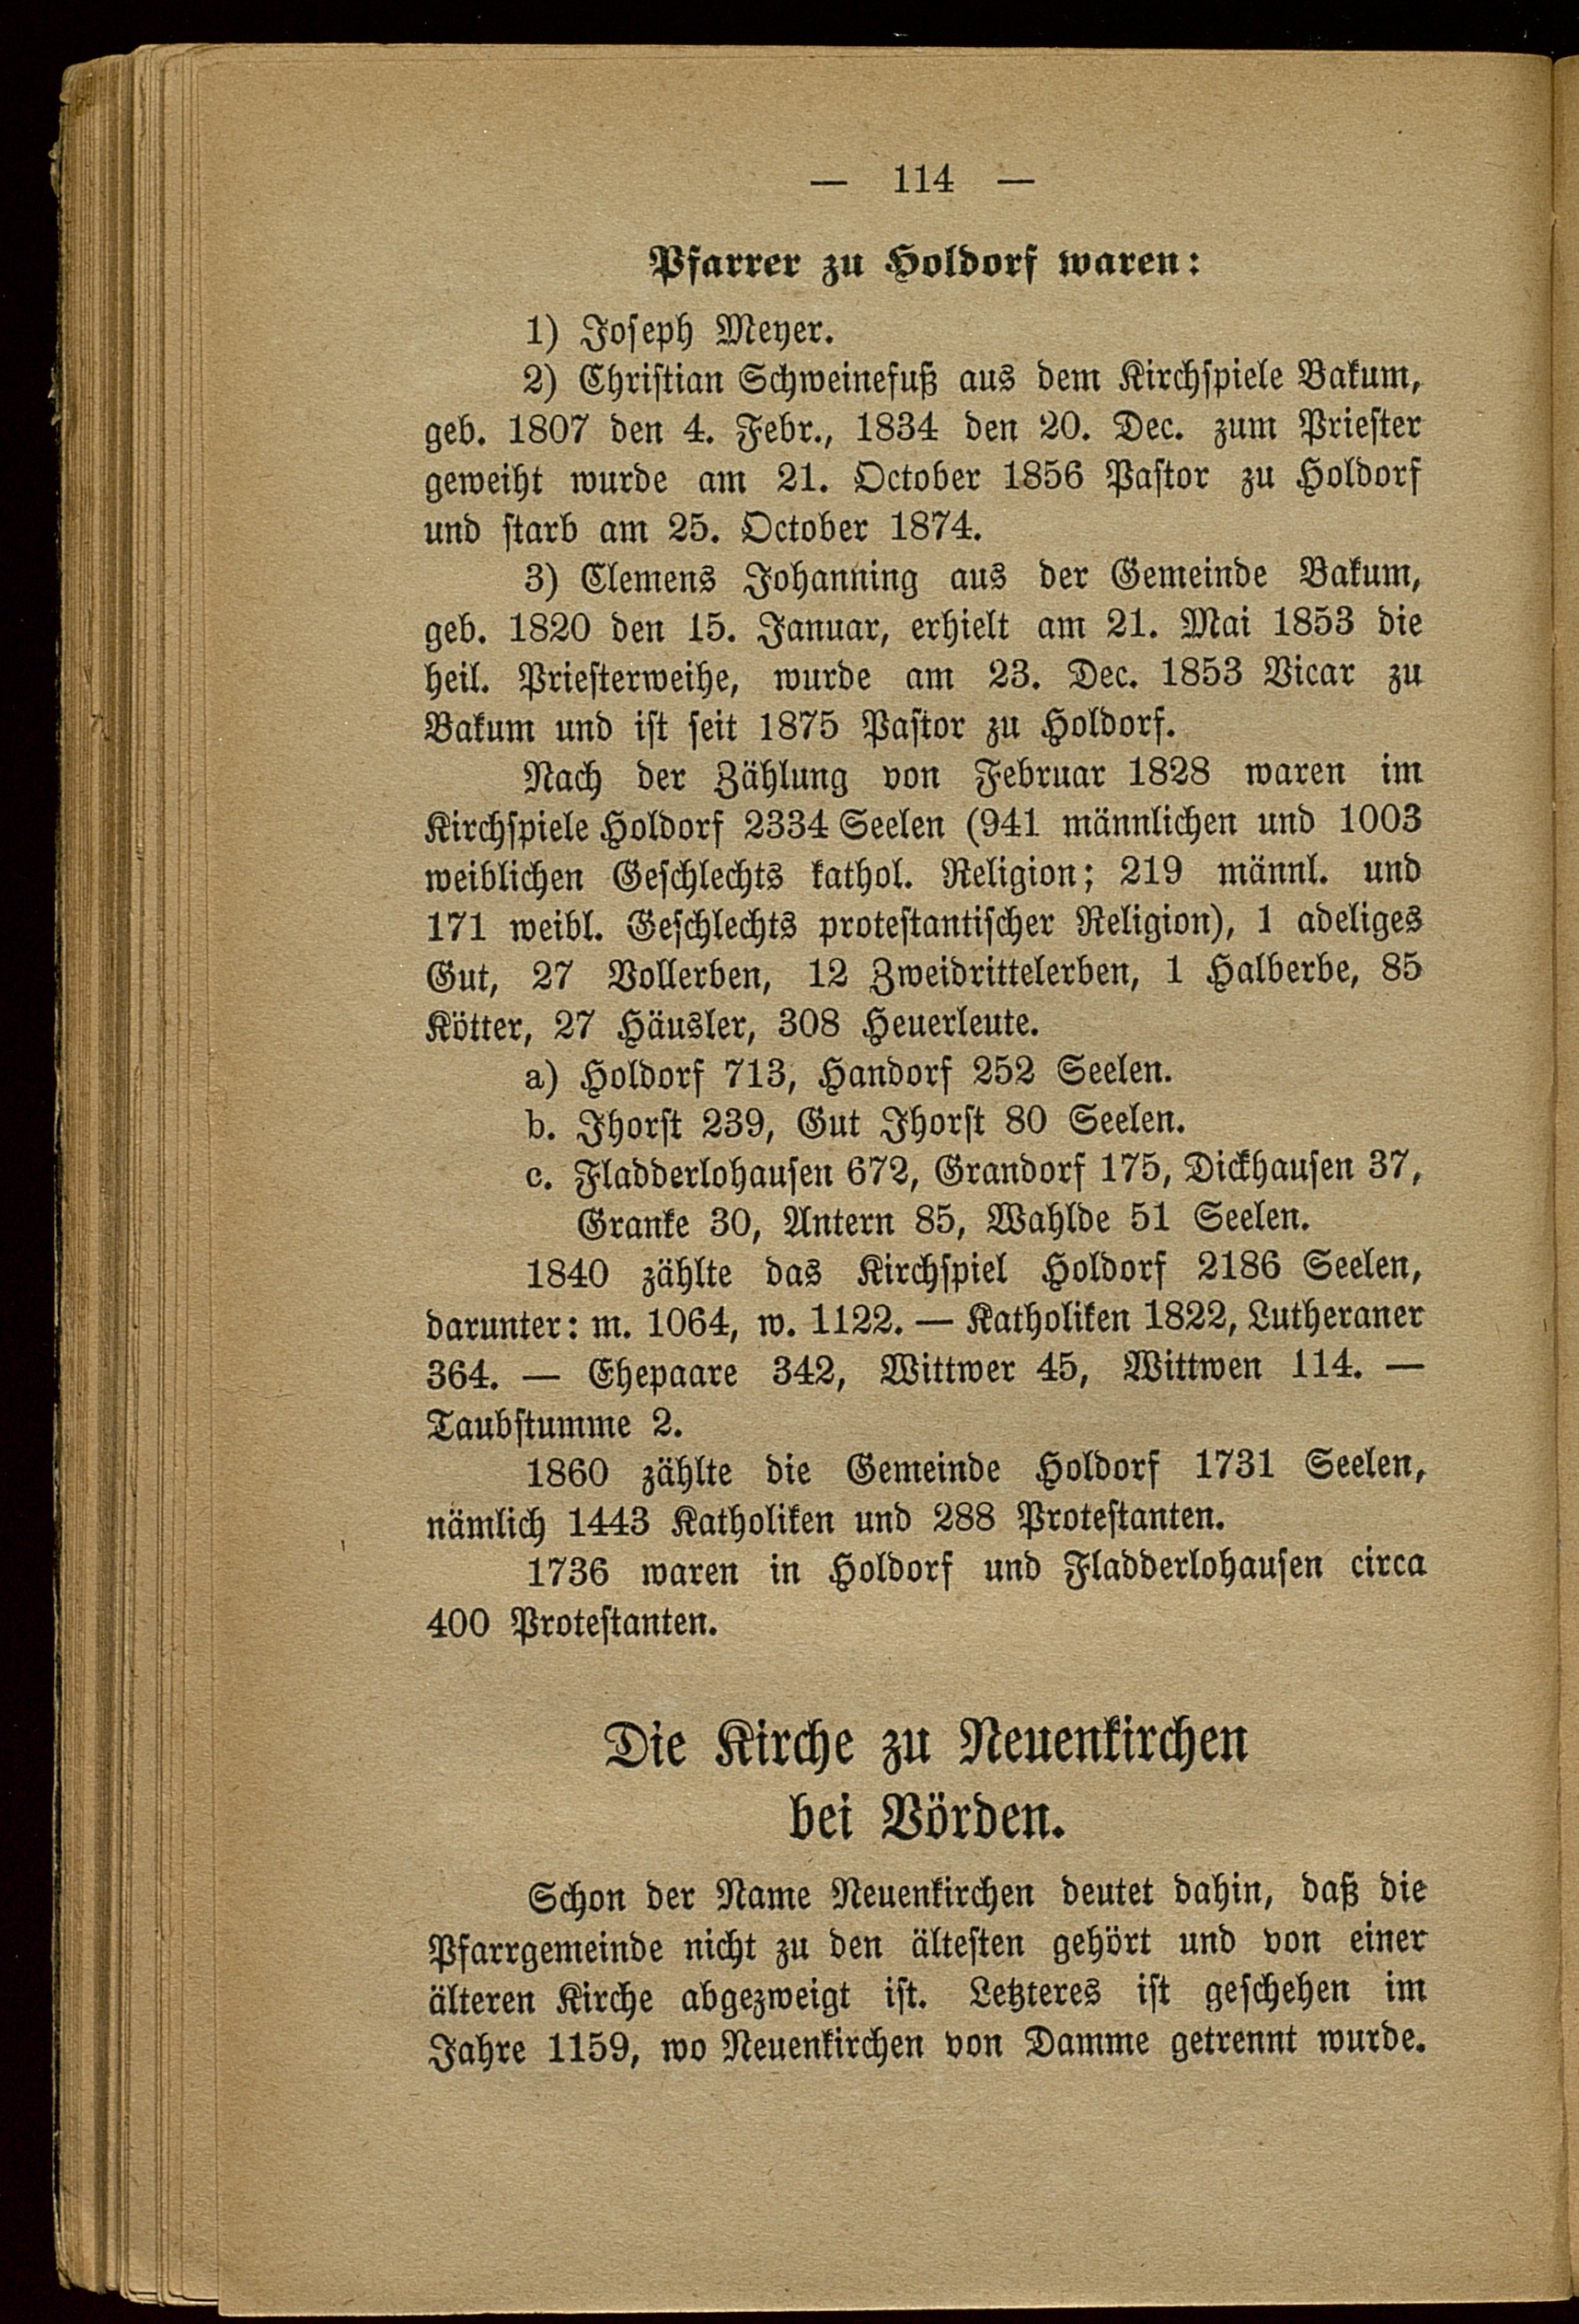 — 114 —
Pfarrer zu Holdorf waren:
1) Joseph Meyer.
2) Christian Schweinefuß aus dem Kirchspiele Bakum,
geb. 1807 den 4. Febr., 1834 den 20. Dec. zum Priester
geweiht wurde am 21. October 1856 Pastor zu Holdorf
und starb am 25. October 1874.
3) Clemens Johanning aus der Gemeinde Bakum,
geb. 1820 den 15. Januar, erhielt am 21. Mai 1853 die
heil. Priesterweihe, wurde am 23. Dec. 1853 Vicar zu
Bakum und ist seit 1875 Pastor zu Holdorf.
Nach der Zählung von Februar 1828 waren im
Kirchspiele Holdorf 2334 Seelen (941 männlichen und 1003
weiblichen Geschlechts kathol. Religion; 219 männl. und
171 weibl. Geschlechts protestantischer Religion), 1 adeliges
Gut, 27 Vollerben, 12 Zweidrittelerben, 1 Halberbe, 85
Kötter, 27 Häusler, 308 Heuerleute.
a) Holdorf 713, Handorf 252 Seelen.
b. Ihorst 239, Gut Ihorst 80 Seelen.
c. Fladderlohausen 672, Grandorf 175, Dickhausen 37,
Granke 30, Antern 85, Wahlde 51 Seelen.
1840 zählte das Kirchspiel Holdorf 2186 Seelen,
darunter: m. 1064, w. 1122. — Katholiken 1822, Lutheraner
364. — Ehepaare 342, Wittwer 45, Wittwen 114. —
Taubstumme 2.
1860 zählte die Gemeinde Holdorf 1731 Seelen,
nämlich 1443 Katholiken und 288 Protestanten.
1736 waren in Holdorf und Fladderlohausen circa
400 Protestanten.
Die Kirche zu Neuenkirchen
bei Vörden.
Schon der Name Neuenkirchen deutet dahin, daß die
Pfarrgemeinde nicht zu den ältesten gehört und von einer
älteren Kirche abgezweigt ist. Letzteres ist geschehen im
Jahre 1159, wo Neuenkirchen von Damme getrennt wurde.